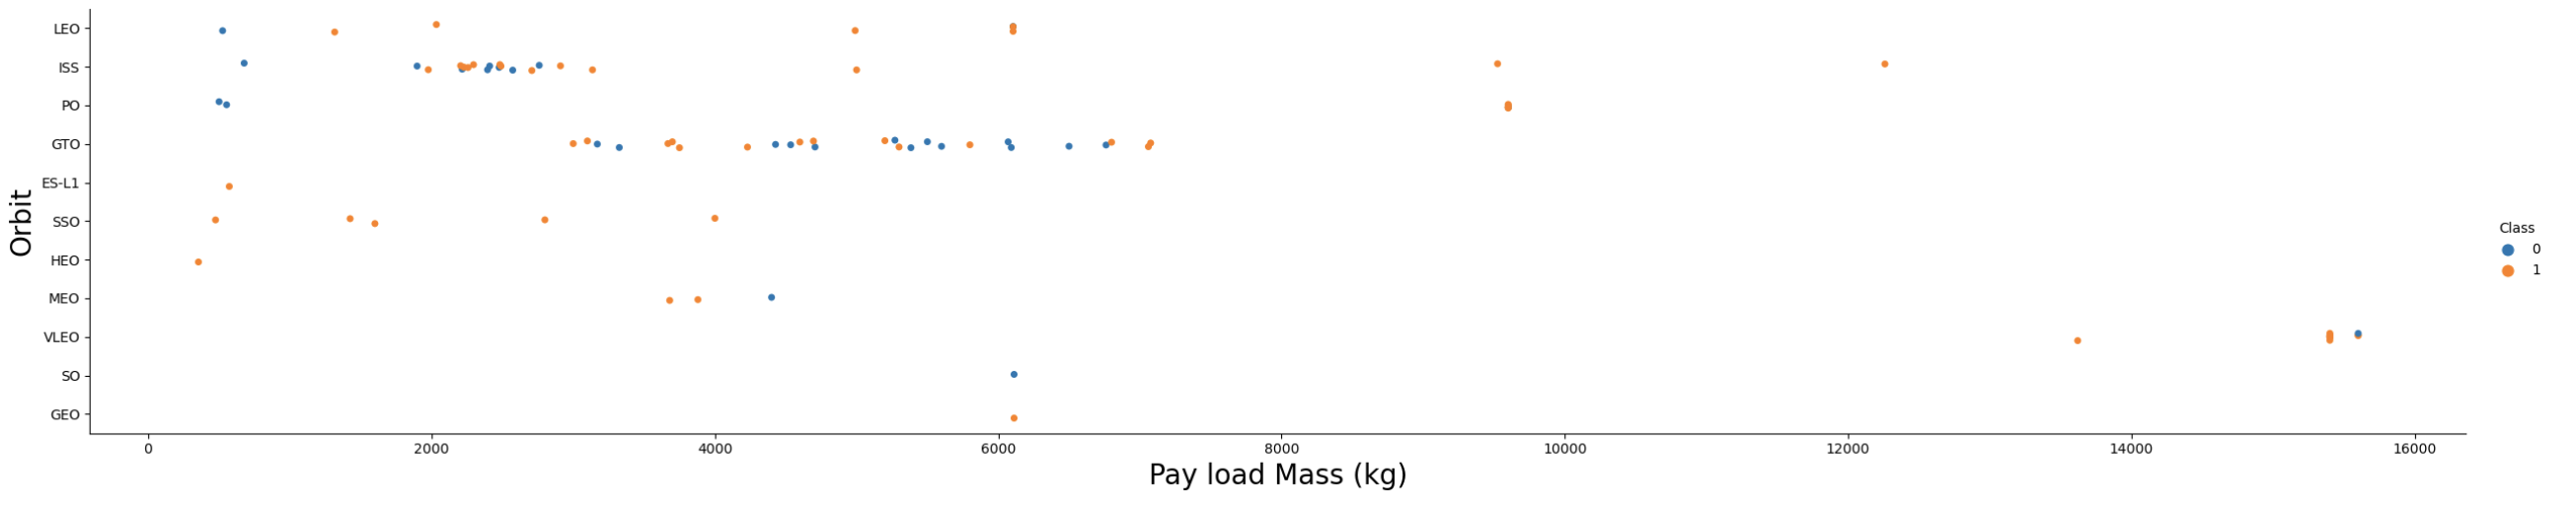 LEO
ISS
PO
GTO
ES-L1
SSO
HEO
MEO
VLEO
SO
GEO
Orbit
0 2000 4000 6000 8000 10000 12000 14000 16000
Pay load Mass (kg)
Class
0
1